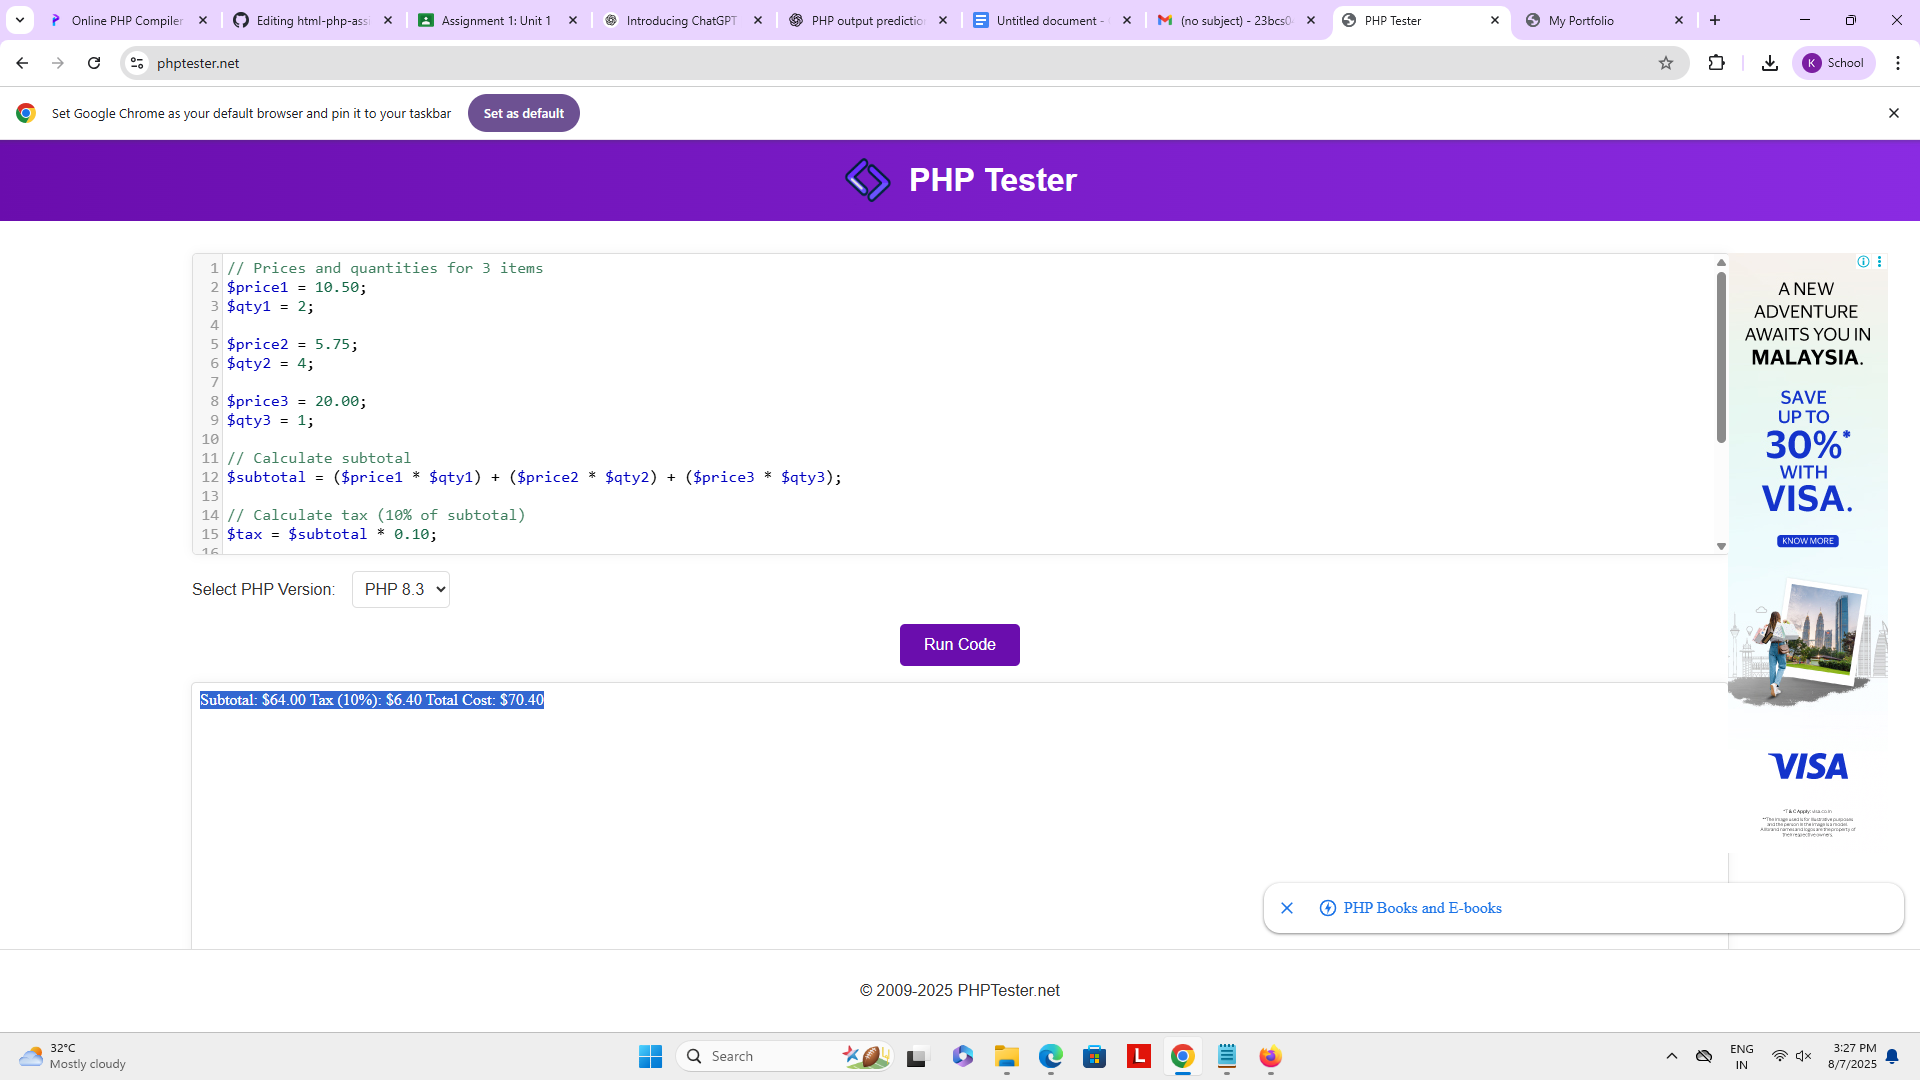 Online PHP Compiler
Editing html-php-assi
Assignment 1: Unit 1
Introducing ChatGPT
PHP output prediction
Untitled document -
(no subject) - 23bcs0
PHP Tester
My Portfolio
phptester.net
K School
Set Google Chrome as your default browser and pin it to your taskbar
Set as default
PHP Tester
1 // Prices and quantities for 3 items
2 $price1 = 10.50;
3 $qty1 = 2;
4
5 $price2 = 5.75;
6 $qty2 = 4;
7
8 $price3 = 20.00;
9 $qty3 = 1;
10
11 // Calculate subtotal
12 $subtotal = ($price1 * $qty1) + ($price2 * $qty2) + ($price3 * $qty3);
13
14 // Calculate tax (10% of subtotal)
15 $tax = $subtotal * 0.10;
16
A NEW
ADVENTURE
AWAITS YOU IN
MALAYSIA.
SAVE
UP TO
30%*
WITH
VISA.
KNOW MORE
VISA
*T & C Apply: visa.co.in
Select PHP Version: PHP 8.3
Run Code
Subtotal: $64.00 Tax (10%): $6.40 Total Cost: $70.40
PHP Books and E-books
© 2009-2025 PHPTester.net
32°C
Mostly cloudy
Search
L
ENG
IN
3:27 PM
8/7/2025